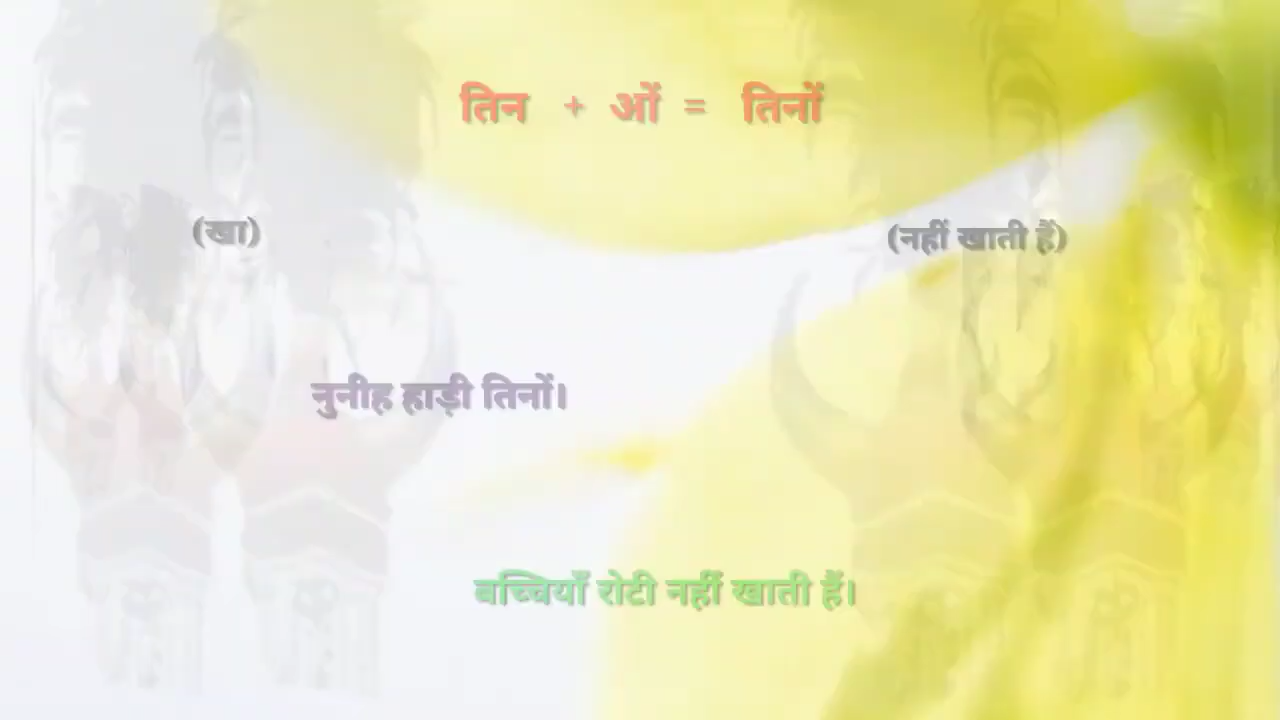 तिन + ओं = तिनों
(खा) (नहीं खाती हैं)
नुनीह हाड़ी तिनों।
बच्चियाँ रोटी नहीं खाती हैं।